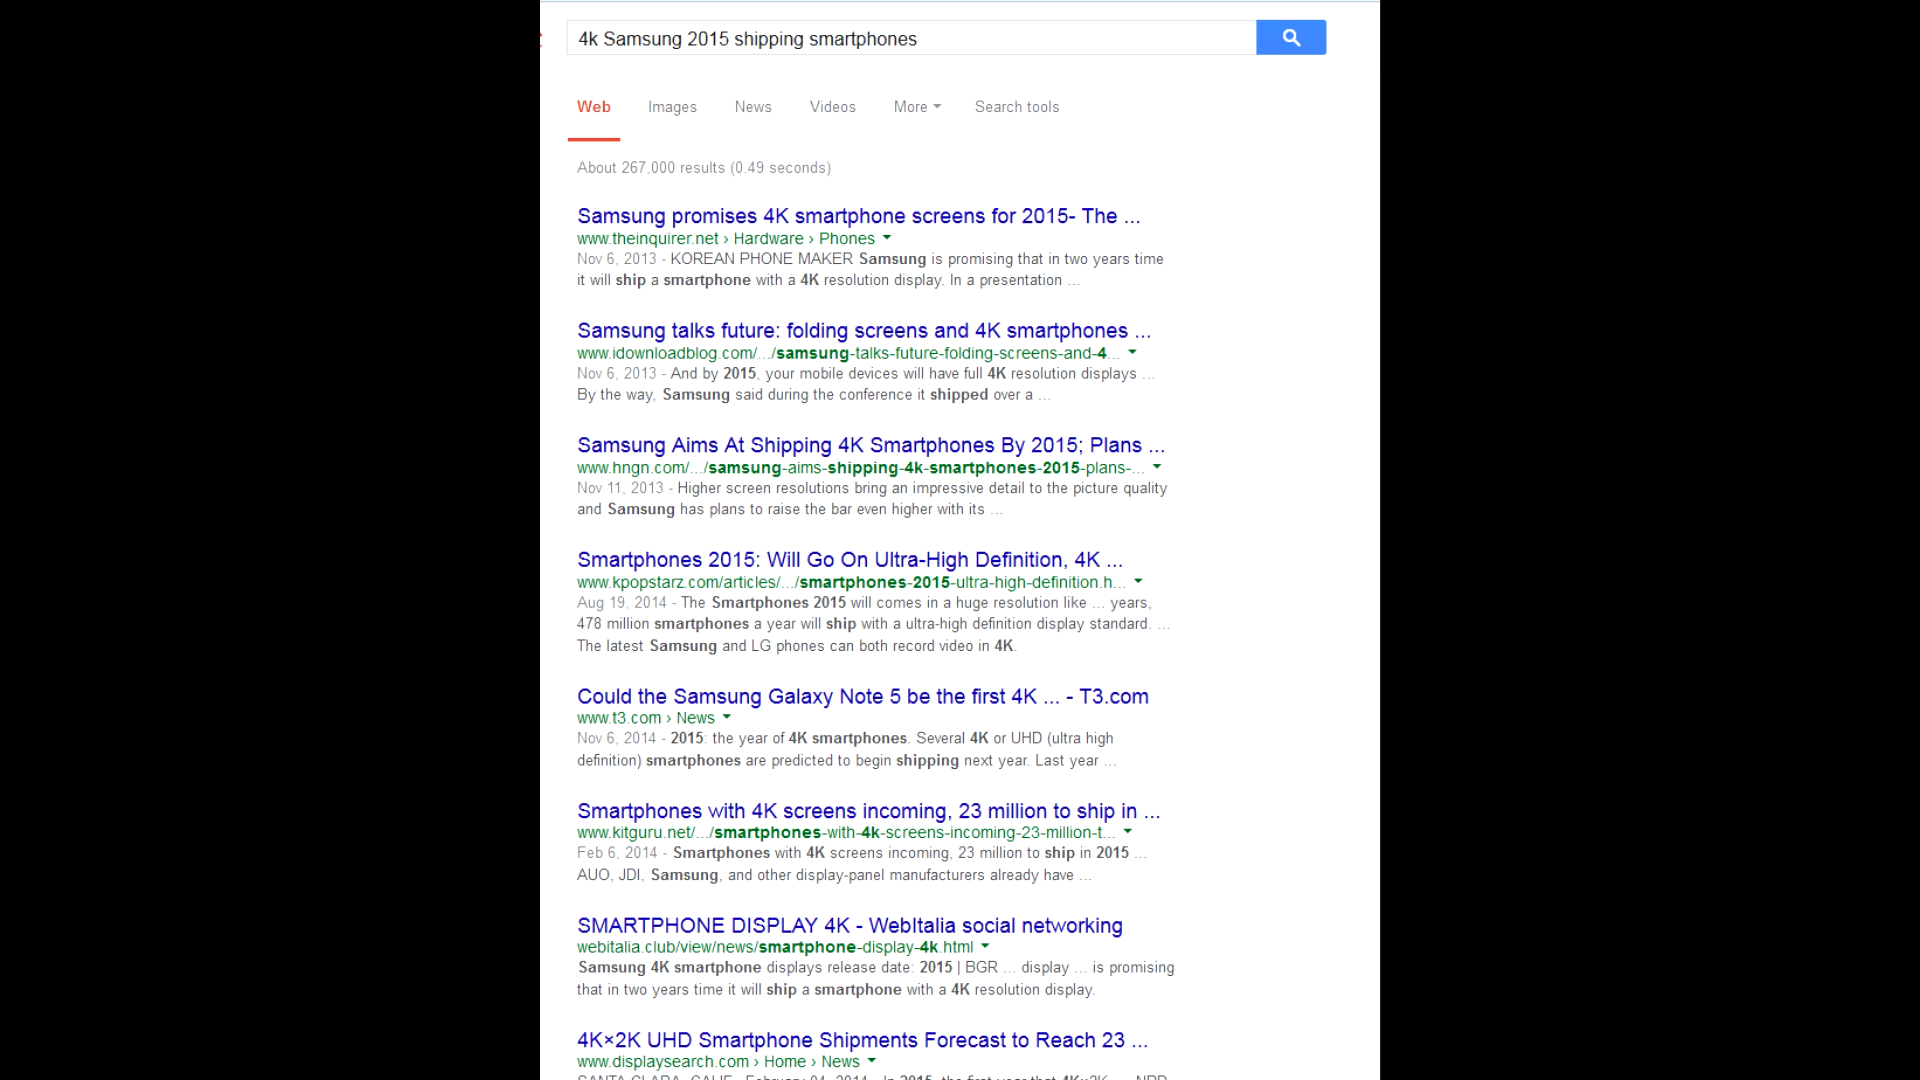 4k Samsung 2015 shipping smartphones
Web Images News Videos More Search tools
About 267,000 results (0.49 seconds)
Samsung promises 4K smartphone screens for 2015- The ...
www.theinquirer.net › Hardware › Phones
Nov 6, 2013 - KOREAN PHONE MAKER Samsung is promising that in two years time
it will ship a smartphone with a 4K resolution display. In a presentation ...
Samsung talks future: folding screens and 4K smartphones ...
www.idownloadblog.com/.../samsung-talks-future-folding-screens-and-4...
Nov 6, 2013 - And by 2015, your mobile devices will have full 4K resolution displays ...
By the way, Samsung said during the conference it shipped over a ...
Samsung Aims At Shipping 4K Smartphones By 2015; Plans ...
www.hngn.com/.../samsung-aims-shipping-4k-smartphones-2015-plans-...
Nov 11, 2013 - Higher screen resolutions bring an impressive detail to the picture quality
and Samsung has plans to raise the bar even higher with its ...
Smartphones 2015: Will Go On Ultra-High Definition, 4K ...
www.kpopstarz.com/articles/.../smartphones-2015-ultra-high-definition.h...
Aug 19, 2014 - The Smartphones 2015 will comes in a huge resolution like ... years,
478 million smartphones a year will ship with a ultra-high definition display standard. ...
The latest Samsung and LG phones can both record video in 4K.
Could the Samsung Galaxy Note 5 be the first 4K ... - T3.com
www.t3.com › News
Nov 6, 2014 - 2015: the year of 4K smartphones. Several 4K or UHD (ultra high
definition) smartphones are predicted to begin shipping next year. Last year ...
Smartphones with 4K screens incoming, 23 million to ship in ...
www.kitguru.net/.../smartphones-with-4k-screens-incoming-23-million-t...
Feb 6, 2014 - Smartphones with 4K screens incoming, 23 million to ship in 2015 ...
AUO, JDI, Samsung, and other display-panel manufacturers already have ...
SMARTPHONE DISPLAY 4K - WebItalia social networking
webitalia.club/view/news/smartphone-display-4k.html
Samsung 4K smartphone displays release date: 2015 | BGR ... display ... is promising
that in two years time it will ship a smartphone with a 4K resolution display.
4K×2K UHD Smartphone Shipments Forecast to Reach 23 ...
www.displaysearch.com › Home › News
SANTA CLARA, CALIF., February 04, 2014 - In 2015, the first year that 4K×2K ... NPD